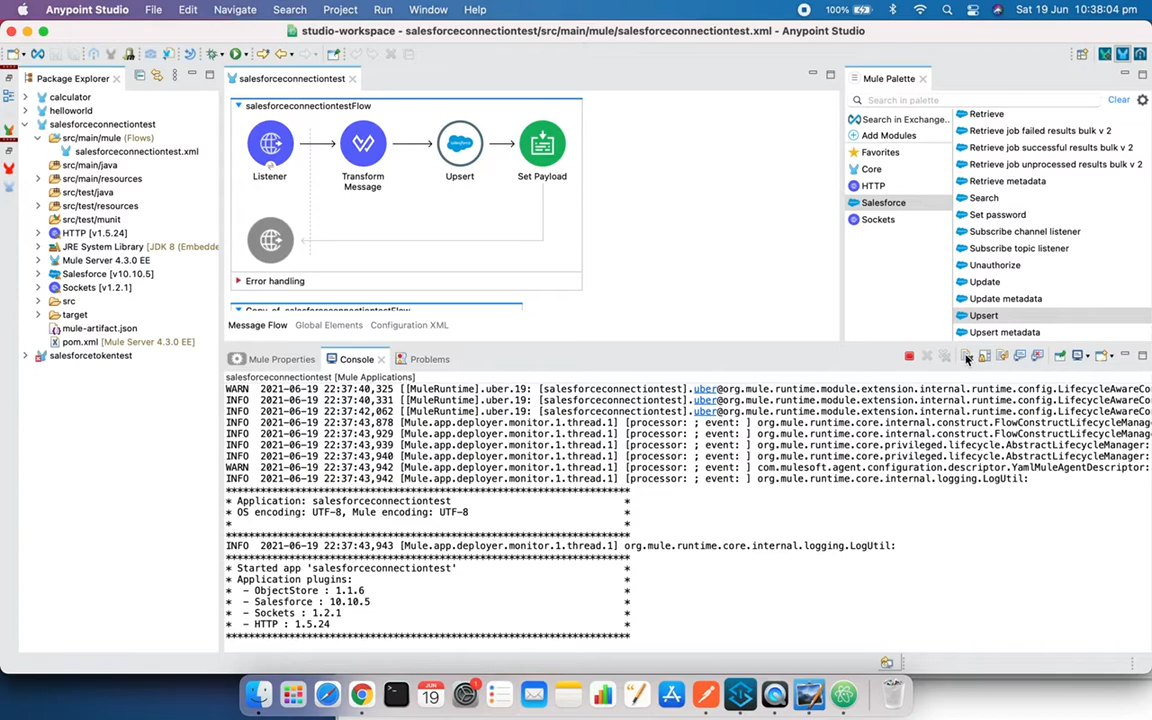 Anypoint Studio File Edit Navigate Search Project Run Window Help 100% Sat 19 Jun 10:38:04 pm
studio-workspace - salesforceconnectiontest/src/main/mule/salesforceconnectiontest.xml - Anypoint Studio
Package Explorer
calculator
helloworld
salesforceconnectiontest
src/main/mule (Flows)
salesforceconnectiontest.xml
src/main/java
src/main/resources
src/test/java
src/test/resources
src/test/munit
HTTP [v1.5.24]
JRE System Library [JDK 8 (Embedde
Mule Server 4.3.0 EE
Salesforce [v10.10.5]
Sockets [v1.2.1]
src
target
mule-artifact.json
pom.xml [Mule Server 4.3.0 EE]
salesforcetokentest
salesforceconnectiontest
salesforceconnectiontestFlow
Listener
Transform Message
Upsert
Set Payload
Error handling
Copy_of_salesforceconnectiontestFlow
Message Flow Global Elements Configuration XML
Mule Palette
Search in palette Clear
Search in Exchange..
Add Modules
Favorites
Core
HTTP
Salesforce
Sockets
Retrieve
Retrieve job failed results bulk v 2
Retrieve job successful results bulk v 2
Retrieve job unprocessed results bulk v 2
Retrieve metadata
Search
Set password
Subscribe channel listener
Subscribe topic listener
Unauthorize
Update
Update metadata
Upsert
Upsert metadata
Mule Properties Console Problems
salesforceconnectiontest [Mule Applications]
WARN 2021-06-19 22:37:40,325 [[MuleRuntime].uber.19: [salesforceconnectiontest].uber@org.mule.runtime.module.extension.internal.runtime.config.LifecycleAwareCo
INFO 2021-06-19 22:37:40,331 [[MuleRuntime].uber.19: [salesforceconnectiontest].uber@org.mule.runtime.module.extension.internal.runtime.config.LifecycleAwareCo
INFO 2021-06-19 22:37:42,062 [[MuleRuntime].uber.19: [salesforceconnectiontest].uber@org.mule.runtime.module.extension.internal.runtime.config.LifecycleAwareCo
INFO 2021-06-19 22:37:43,878 [Mule.app.deployer.monitor.1.thread.1] [processor: ; event: ] org.mule.runtime.core.internal.construct.FlowConstructLifecycleManag
INFO 2021-06-19 22:37:43,929 [Mule.app.deployer.monitor.1.thread.1] [processor: ; event: ] org.mule.runtime.core.internal.construct.FlowConstructLifecycleManag
INFO 2021-06-19 22:37:43,939 [Mule.app.deployer.monitor.1.thread.1] [processor: ; event: ] org.mule.runtime.core.privileged.lifecycle.AbstractLifecycleManager:
INFO 2021-06-19 22:37:43,940 [Mule.app.deployer.monitor.1.thread.1] [processor: ; event: ] org.mule.runtime.core.privileged.lifecycle.AbstractLifecycleManager:
WARN 2021-06-19 22:37:43,942 [Mule.app.deployer.monitor.1.thread.1] [processor: ; event: ] com.mulesoft.agent.configuration.descriptor.YamlMuleAgentDescriptor:
INFO 2021-06-19 22:37:43,942 [Mule.app.deployer.monitor.1.thread.1] [processor: ; event: ] org.mule.runtime.core.internal.logging.LogUtil:
**********************************************************************
* Application: salesforceconnectiontest *
* OS encoding: UTF-8, Mule encoding: UTF-8 *
* *
**********************************************************************
INFO 2021-06-19 22:37:43,943 [Mule.app.deployer.monitor.1.thread.1] org.mule.runtime.core.internal.logging.LogUtil:
**********************************************************************
* Started app 'salesforceconnectiontest' *
* Application plugins: *
* - ObjectStore : 1.1.6 *
* - Salesforce : 10.10.5 *
* - Sockets : 1.2.1 *
* - HTTP : 1.5.24 *
**********************************************************************
JUN
19